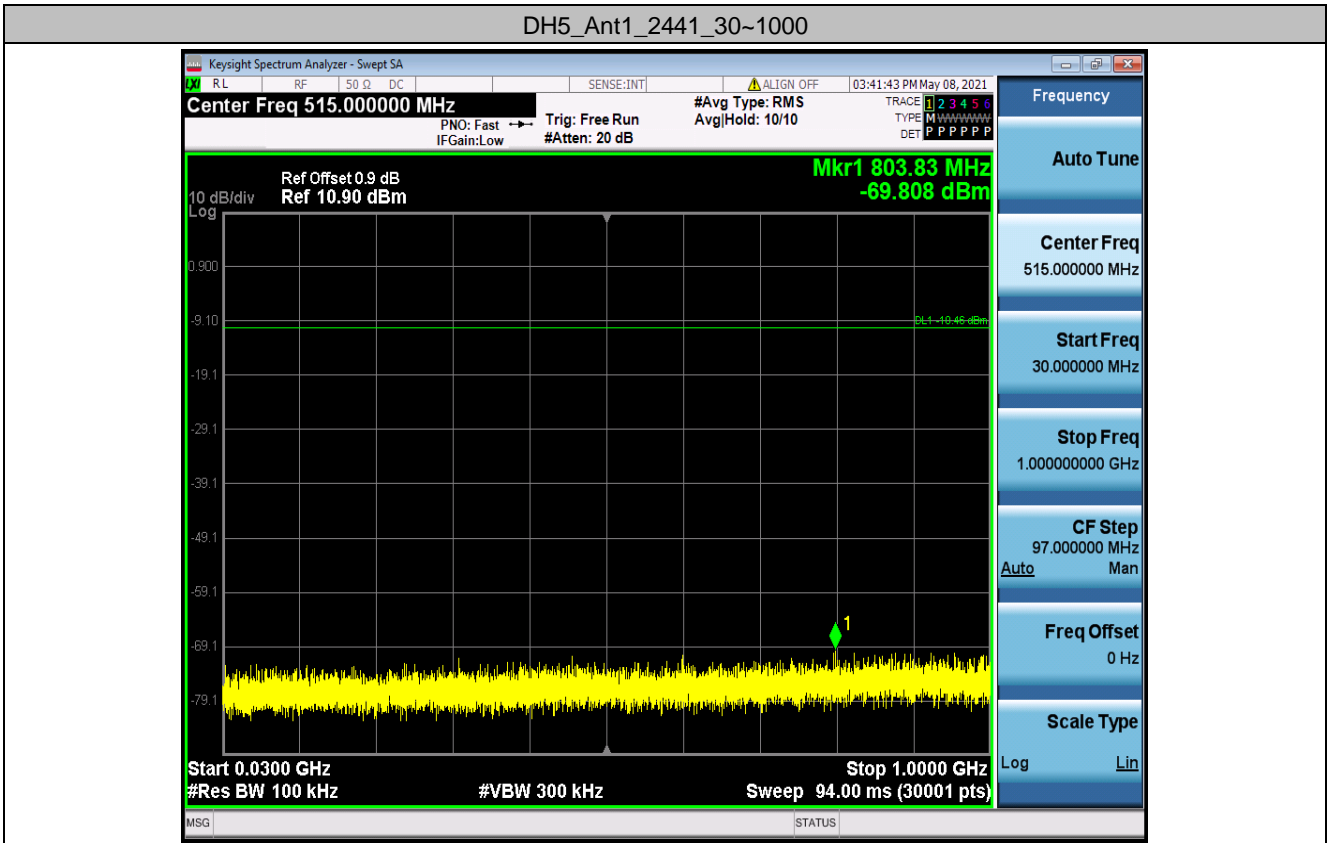 DH5_Ant1_2441_30~1000
Keysight Spectrum Analyzer - Swept SA
LXI RL RF 50 Ω DC SENSE:INT ALIGN OFF 03:41:43 PM May 08, 2021
Center Freq 515.000000 MHz
PNO: Fast
IFGain:Low
Trig: Free Run
#Atten: 20 dB
#Avg Type: RMS
Avg|Hold: 10/10
TRACE 1 2 3 4 5 6
TYPE M WWWWW
DET P P P P P P
Mkr1 803.83 MHz
-69.808 dBm
Ref Offset 0.9 dB
10 dB/div Ref 10.90 dBm
Log
0.900
-9.10
DL1 -10.46 dBm
-19.1
-29.1
-39.1
-49.1
-59.1
1
-69.1
-79.1
Start 0.0300 GHz Stop 1.0000 GHz
#Res BW 100 kHz #VBW 300 kHz Sweep 94.00 ms (30001 pts)
MSG STATUS
Frequency
Auto Tune
Center Freq
515.000000 MHz
Start Freq
30.000000 MHz
Stop Freq
1.000000000 GHz
CF Step
97.000000 MHz
Auto Man
Freq Offset
0 Hz
Scale Type
Log Lin